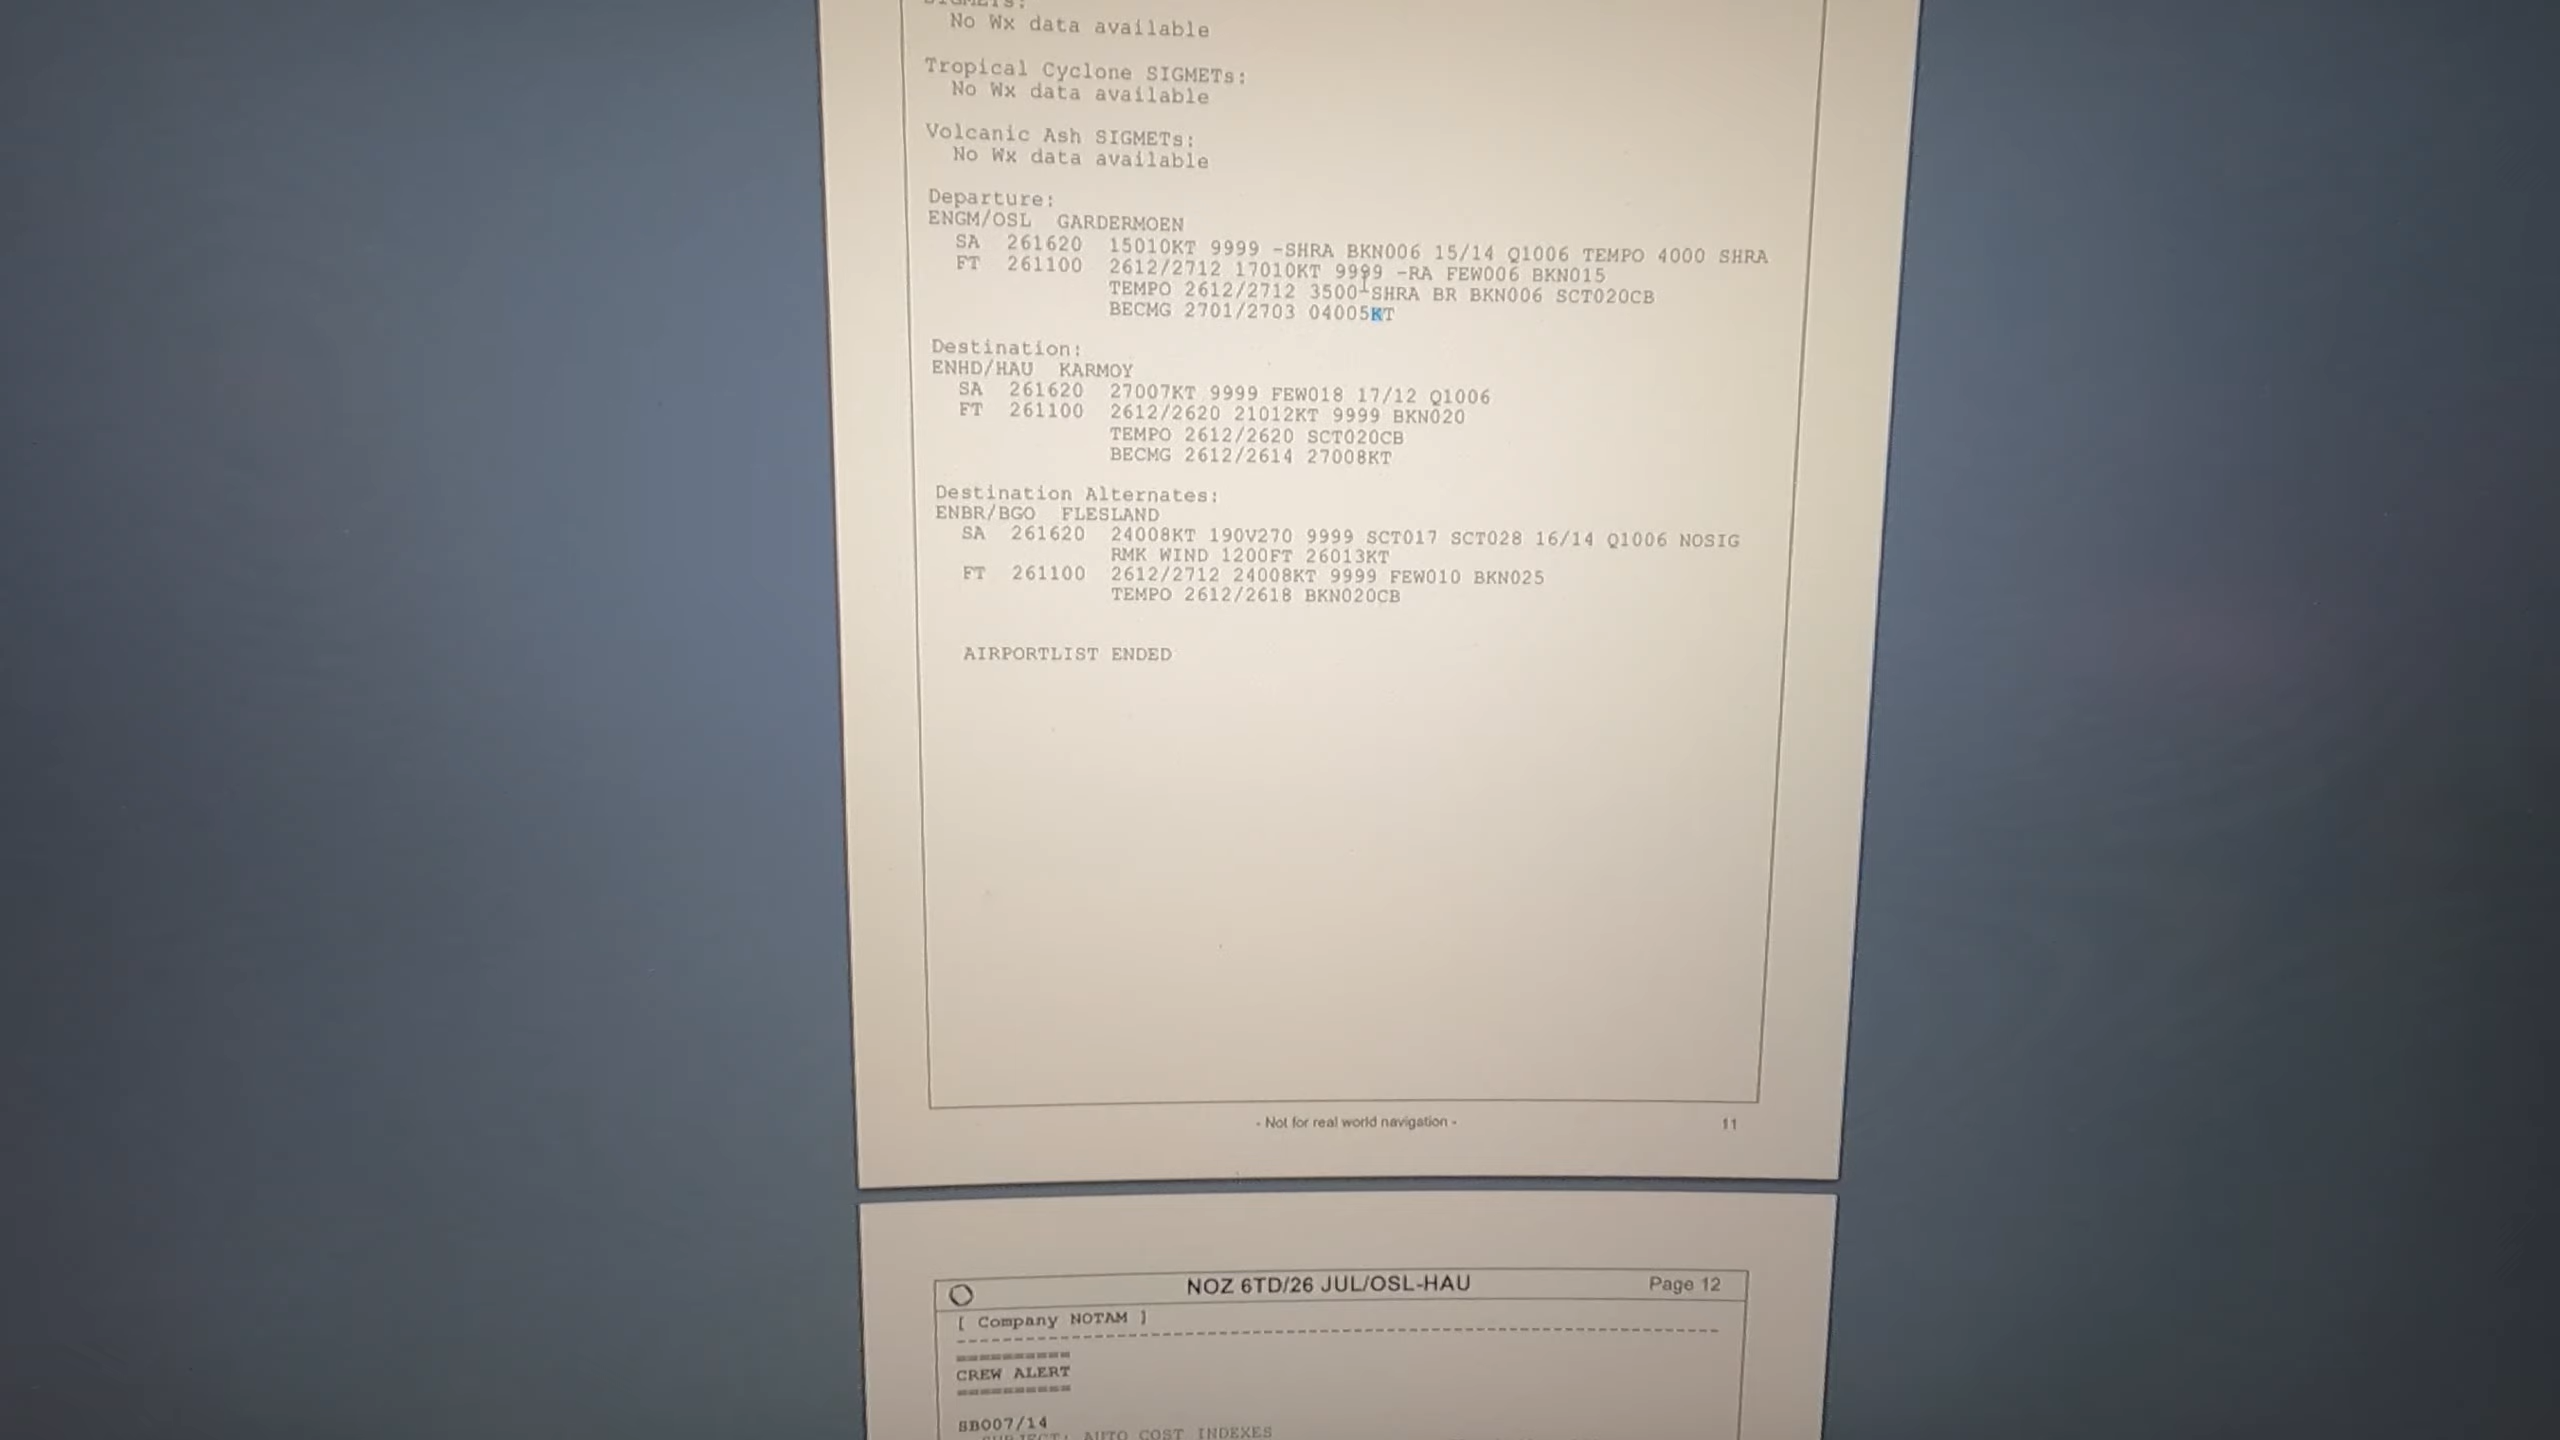 SIGMETs:
No Wx data available
Tropical Cyclone SIGMETs:
No Wx data available
Volcanic Ash SIGMETs:
No Wx data available
Departure:
ENGM/OSL GARDERMOEN
SA 261620 15010KT 9999 -SHRA BKN006 15/14 Q1006 TEMPO 4000 SHRA
FT 261100 2612/2712 17010KT 9999 -RA FEW006 BKN015
TEMPO 2612/2712 3500 SHRA BR BKN006 SCT020CB
BECMG 2701/2703 04005KT
Destination:
ENHD/HAU KARMOY
SA 261620 27007KT 9999 FEW018 17/12 Q1006
FT 261100 2612/2620 21012KT 9999 BKN020
TEMPO 2612/2620 SCT020CB
BECMG 2612/2614 27008KT
Destination Alternates:
ENBR/BGO FLESLAND
SA 261620 24008KT 190V270 9999 SCT017 SCT028 16/14 Q1006 NOSIG
RMK WIND 1200FT 26013KT
FT 261100 2612/2712 24008KT 9999 FEW010 BKN025
TEMPO 2612/2618 BKN020CB
AIRPORTLIST ENDED
- Not for real world navigation - 11
NOZ 6TD/26 JUL/OSL-HAU Page 12
[ Company NOTAM ]
--------------------
==========
CREW ALERT
==========
SB007/14
SUBJECT: AUTO COST INDEXES